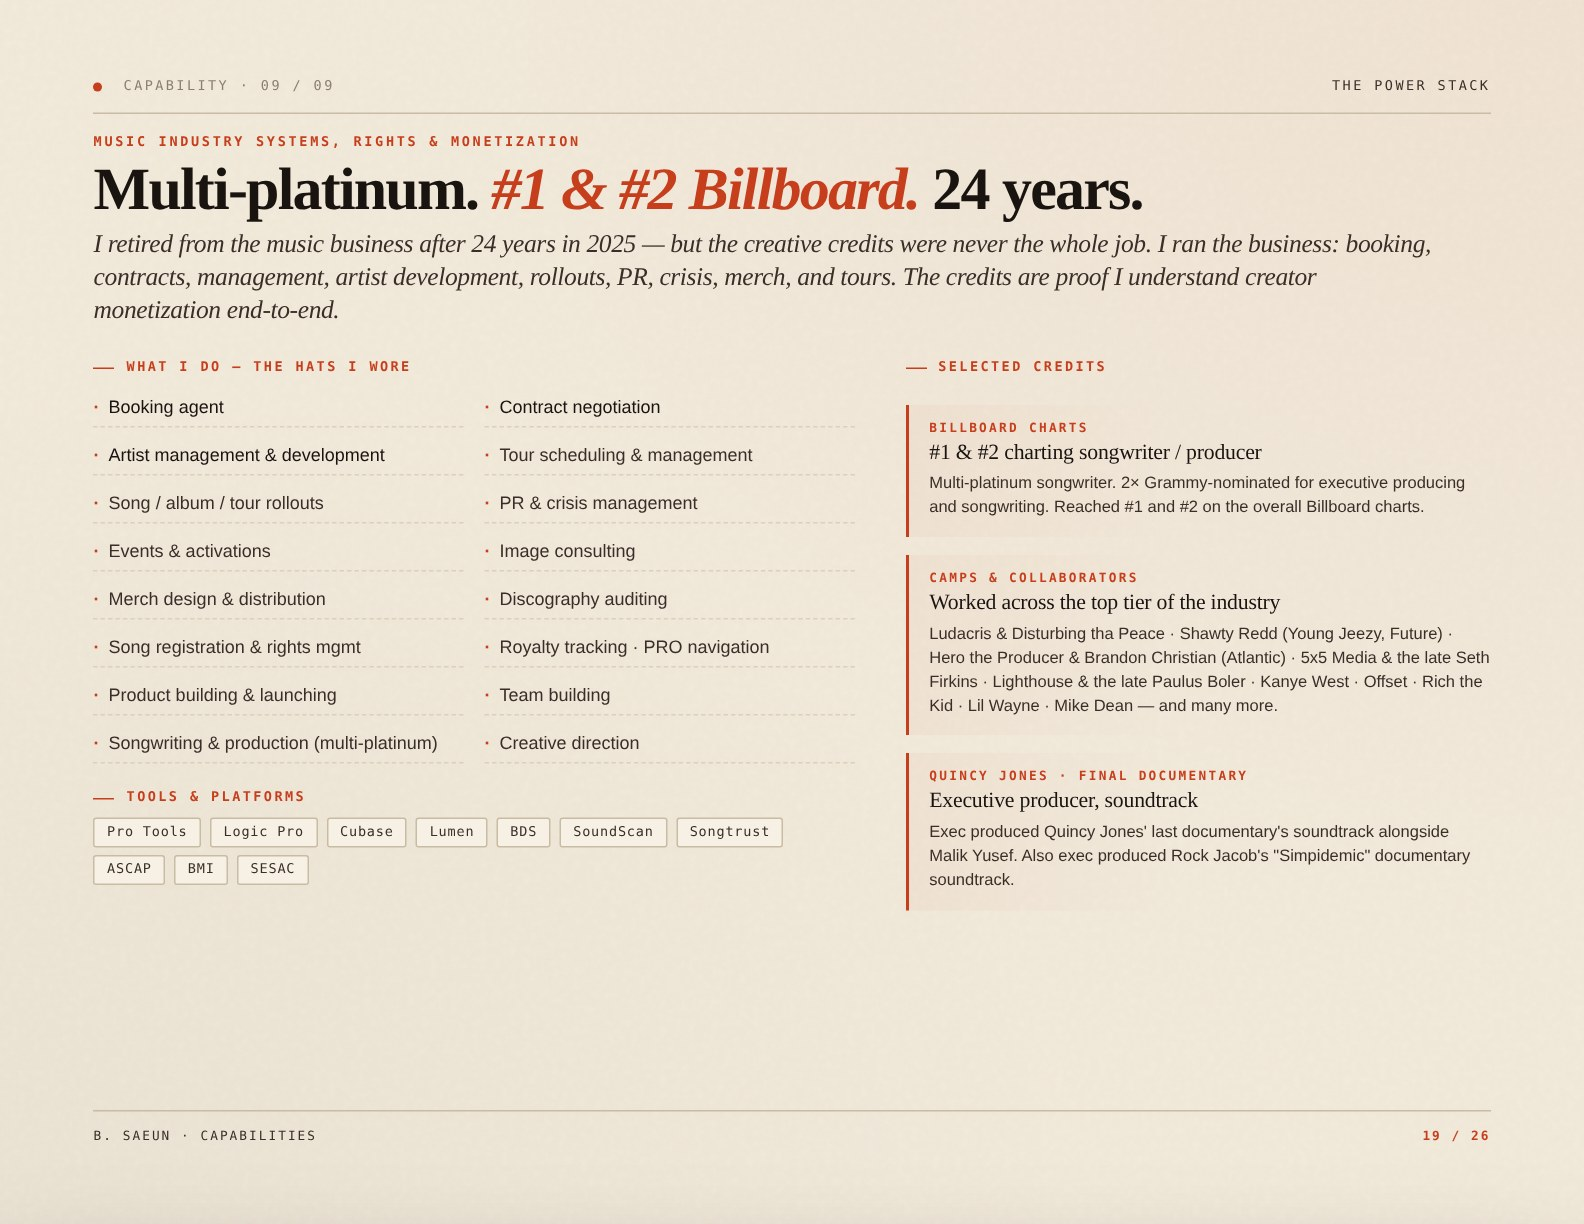 CAPABILITY · 09 / 09
THE POWER STACK
MUSIC INDUSTRY SYSTEMS, RIGHTS & MONETIZATION
Multi-platinum. #1 & #2 Billboard. 24 years.
I retired from the music business after 24 years in 2025 — but the creative credits were never the whole job. I ran the business: booking,
contracts, management, artist development, rollouts, PR, crisis, merch, and tours. The credits are proof I understand creator
monetization end-to-end.
WHAT I DO — THE HATS I WORE
· Booking agent
· Contract negotiation
· Artist management & development
· Tour scheduling & management
· Song / album / tour rollouts
· PR & crisis management
· Events & activations
· Image consulting
· Merch design & distribution
· Discography auditing
· Song registration & rights mgmt
· Royalty tracking · PRO navigation
· Product building & launching
· Team building
· Songwriting & production (multi-platinum)
· Creative direction
TOOLS & PLATFORMS
Pro Tools Logic Pro Cubase Lumen BDS SoundScan Songtrust
ASCAP BMI SESAC
SELECTED CREDITS
BILLBOARD CHARTS
#1 & #2 charting songwriter / producer
Multi-platinum songwriter. 2× Grammy-nominated for executive producing
and songwriting. Reached #1 and #2 on the overall Billboard charts.
CAMPS & COLLABORATORS
Worked across the top tier of the industry
Ludacris & Disturbing tha Peace · Shawty Redd (Young Jeezy, Future) ·
Hero the Producer & Brandon Christian (Atlantic) · 5x5 Media & the late Seth
Firkins · Lighthouse & the late Paulus Boler · Kanye West · Offset · Rich the
Kid · Lil Wayne · Mike Dean — and many more.
QUINCY JONES · FINAL DOCUMENTARY
Executive producer, soundtrack
Exec produced Quincy Jones' last documentary's soundtrack alongside
Malik Yusef. Also exec produced Rock Jacob's "Simpidemic" documentary
soundtrack.
B. SAEUN · CAPABILITIES
19 / 26